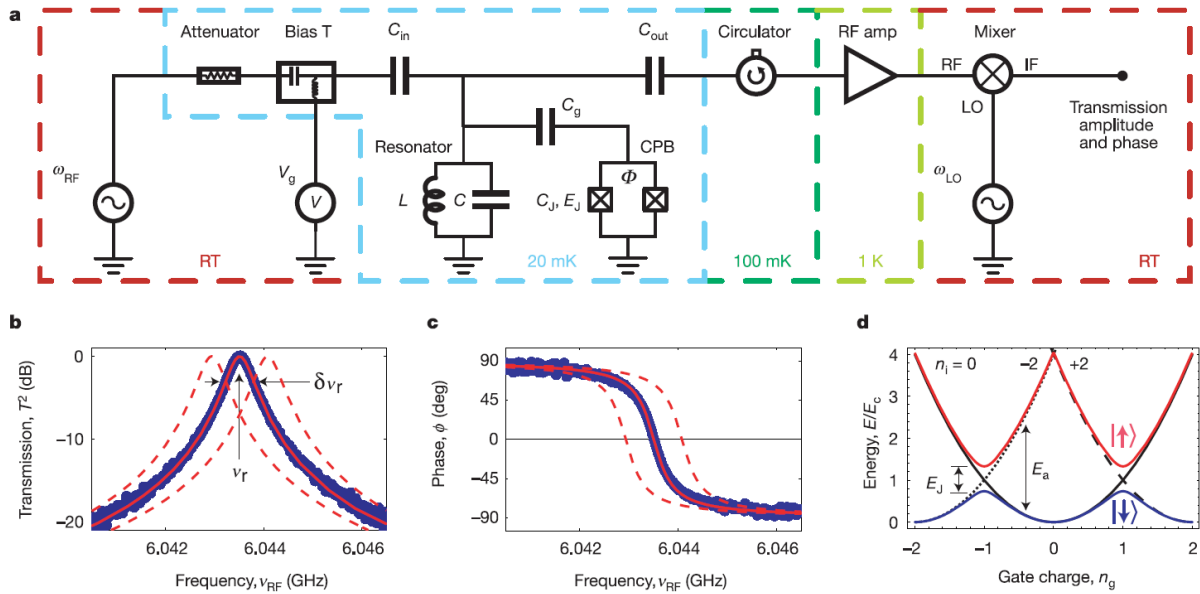 a
Attenuator
Bias T
C_in
C_out
Circulator
RF amp
Mixer
RF
IF
LO
Transmission
amplitude
and phase
C_g
Resonator
CPB
ω_RF
V_g
V
L
C
C_J, E_J
Φ
ω_LO
RT
20 mK
100 mK
1 K
RT
b
Transmission, T² (dB)
0
−10
−20
δν_r
ν_r
6.042
6.044
6.046
Frequency, ν_RF (GHz)
c
Phase, ϕ (deg)
90
45
0
−45
−90
6.042
6.044
6.046
Frequency, ν_RF (GHz)
d
Energy, E/E_c
4
3
2
1
0
n_i = 0
−2
+2
|↑⟩
E_J
E_a
|↓⟩
−2
−1
0
1
2
Gate charge, n_g